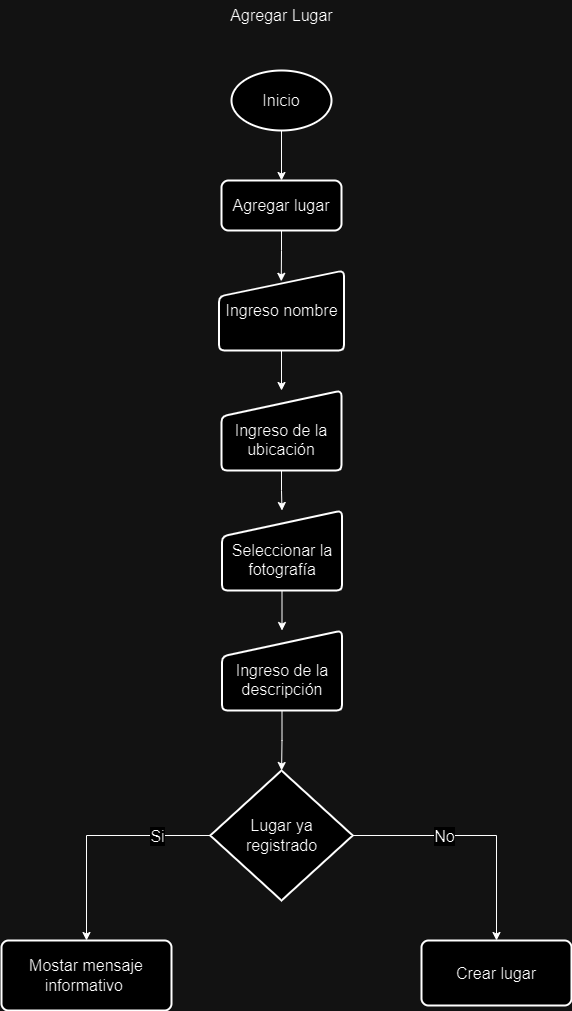 Agregar Lugar
Inicio
Agregar lugar
Ingreso nombre
Ingreso de la
ubicación
Seleccionar la
fotografía
Ingreso de la
descripción
Lugar ya
registrado
Si
No
Mostar mensaje
informativo
Crear lugar